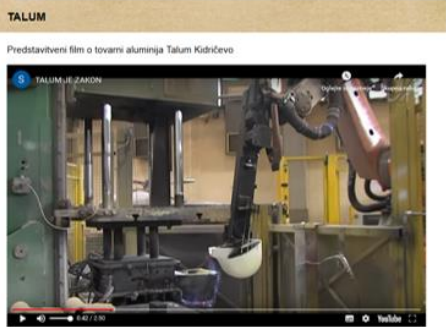 TALUM
Predstavitveni film o tovarni aluminija Talum Kidričevo
S TALUM JE ZAKON
0:42 / 2:50
YouTube